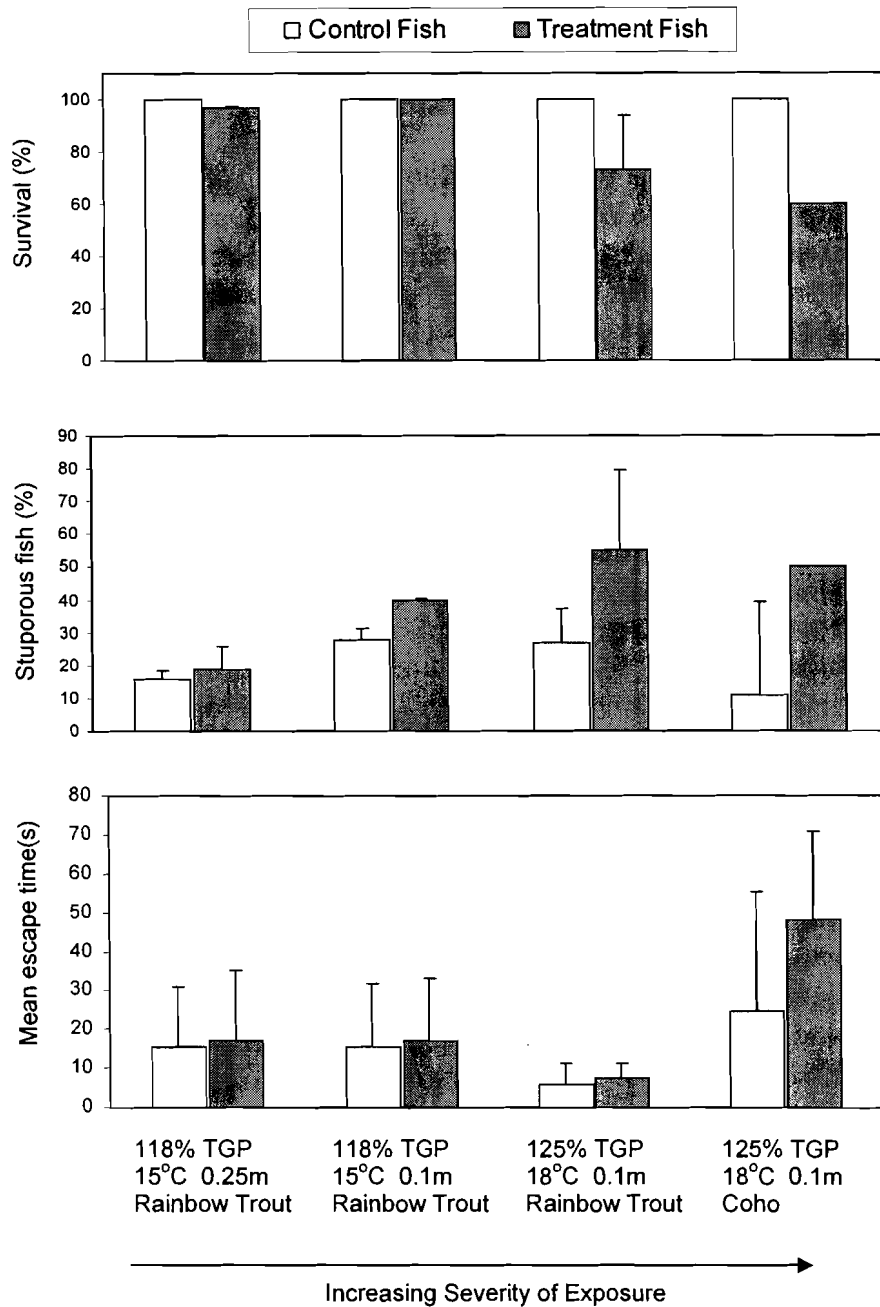 Control Fish Treatment Fish
Survival (%)
100
80
60
40
20
0
Stuporous fish (%)
90
80
70
60
50
40
30
20
10
0
Mean escape time(s)
80
70
60
50
40
30
20
10
0
118% TGP
15°C 0.25m
Rainbow Trout
118% TGP
15°C 0.1m
Rainbow Trout
125% TGP
18°C 0.1m
Rainbow Trout
125% TGP
18°C 0.1m
Coho
Increasing Severity of Exposure